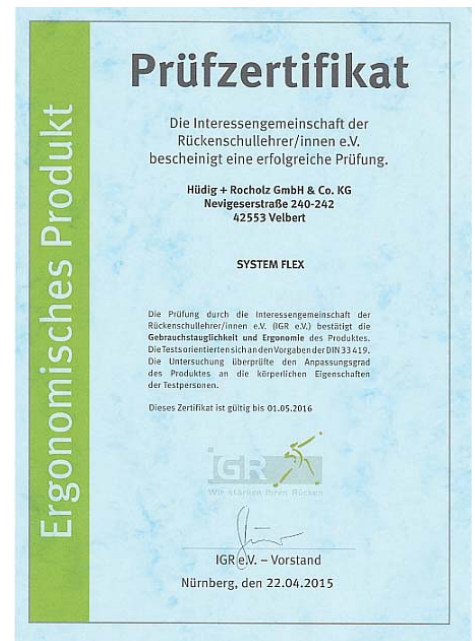 Ergonomisches Produkt
Prüfzertifikat
Die Interessengemeinschaft der
Rückenschullehrer/innen e.V.
bescheinigt eine erfolgreiche Prüfung.
Hüdig + Rocholz GmbH & Co. KG
Nevigeserstraße 240-242
42553 Velbert
SYSTEM FLEX
Die Prüfung durch die Interessengemeinschaft der
Rückenschullehrer/innen e.V. (IGR e.V.) bestätigt die
Gebrauchstauglichkeit und Ergonomie des Produktes.
Die Tests orientierten sich an den Vorgaben der DIN 33 419.
Die Untersuchung überprüfte den Anpassungsgrad
des Produktes an die körperlichen Eigenschaften
der Testpersonen.
Dieses Zertifikat ist gültig bis 01.05.2016
iGR
Wir stärken Ihren Rücken
IGR e.V. – Vorstand
Nürnberg, den 22.04.2015